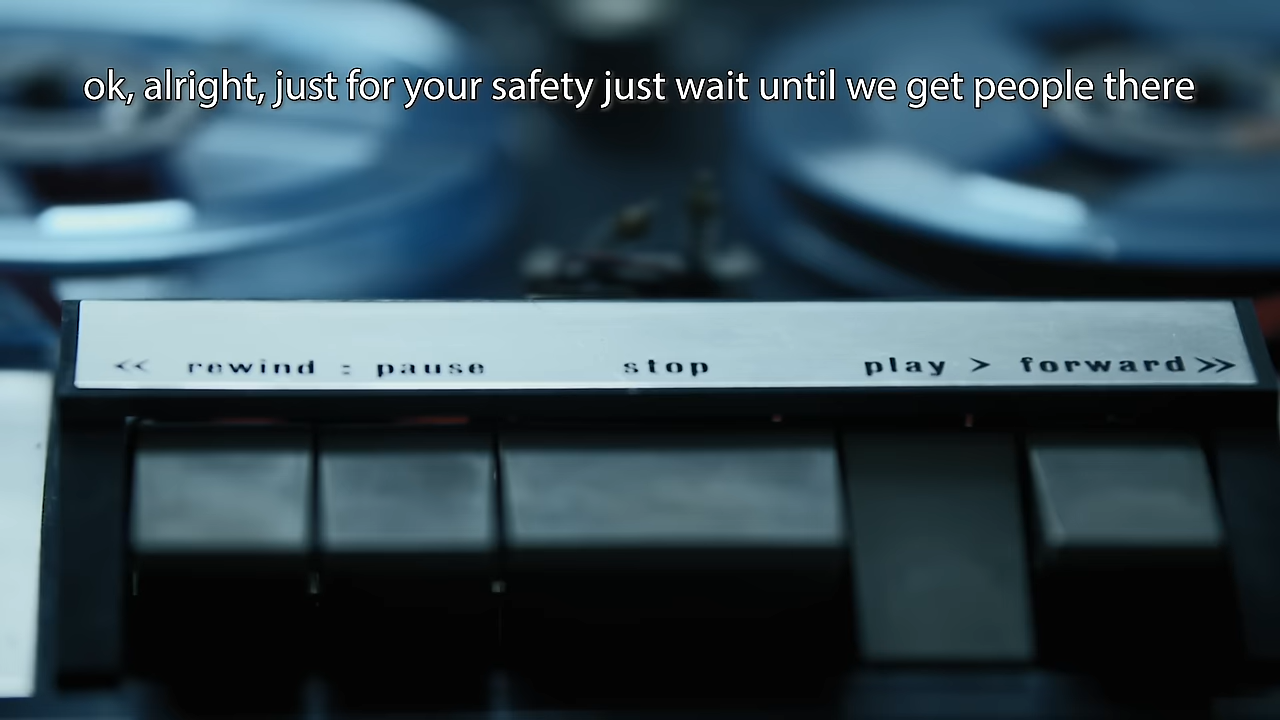 ok, alright, just for your safety just wait until we get people there
<< rewind : pause stop play > forward >>